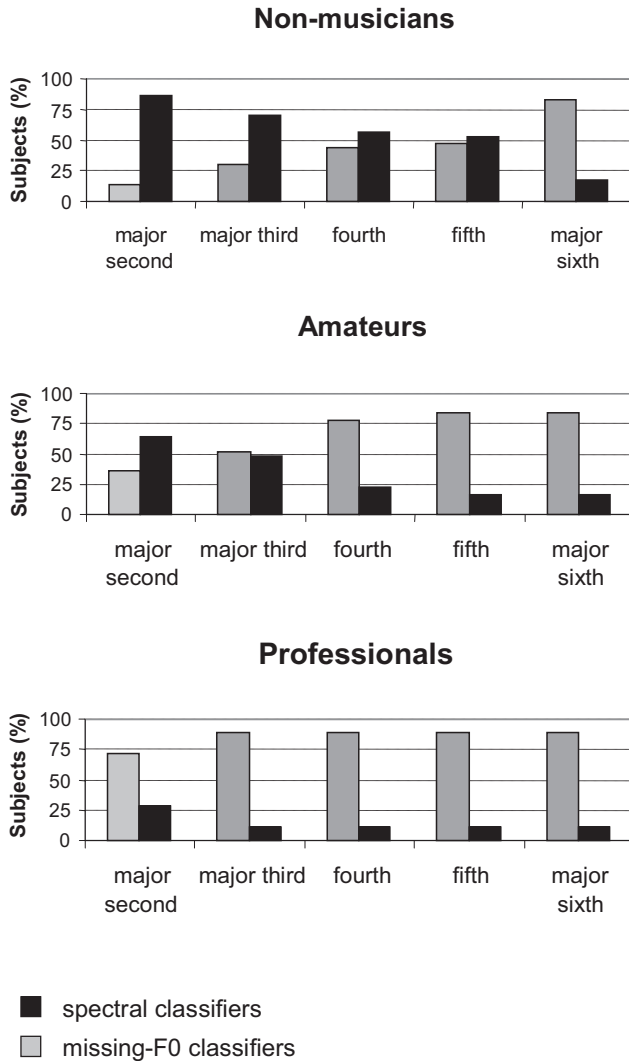 Non-musicians
Subjects (%)
100
75
50
25
0
major second
major third
fourth
fifth
major sixth
Amateurs
Subjects (%)
100
75
50
25
0
major second
major third
fourth
fifth
major sixth
Professionals
Subjects (%)
100
75
50
25
0
major second
major third
fourth
fifth
major sixth
spectral classifiers
missing-F0 classifiers